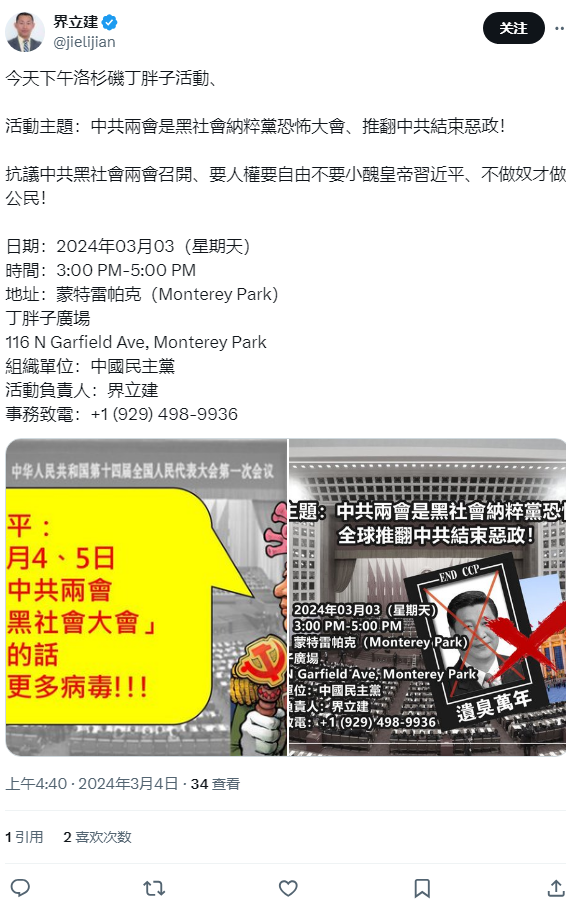 界立建
@jielijian
关注
今天下午洛杉磯丁胖子活動、
活動主題：中共兩會是黑社會納粹黨恐怖大會、推翻中共結束惡政！
抗議中共黑社會兩會召開、要人權要自由不要小醜皇帝習近平、不做奴才做
公民！
日期：2024年03月03（星期天）
時間：3:00 PM-5:00 PM
地址：蒙特雷帕克（Monterey Park）
丁胖子廣場
116 N Garfield Ave, Monterey Park
組織單位：中國民主黨
活動負責人：界立建
事務致電：+1 (929) 498-9936
中华人民共和国第十四届全国人民代表大会第一次会议
平：
月4、5日
中共兩會
黑社會大會」
的話
更多病毒!!!
主題：中共兩會是黑社會納粹黨恐怖
全球推翻中共結束惡政！
END CCP
2024年03月03（星期天）
3:00 PM-5:00 PM
蒙特雷帕克（Monterey Park）
子廣場
N Garfield Ave, Monterey Park
單位：中國民主黨
負責人：界立建
致電：+1 (929) 498-9936
遺臭萬年
上午4:40 · 2024年3月4日 · 34 查看
1 引用 2 喜欢次数